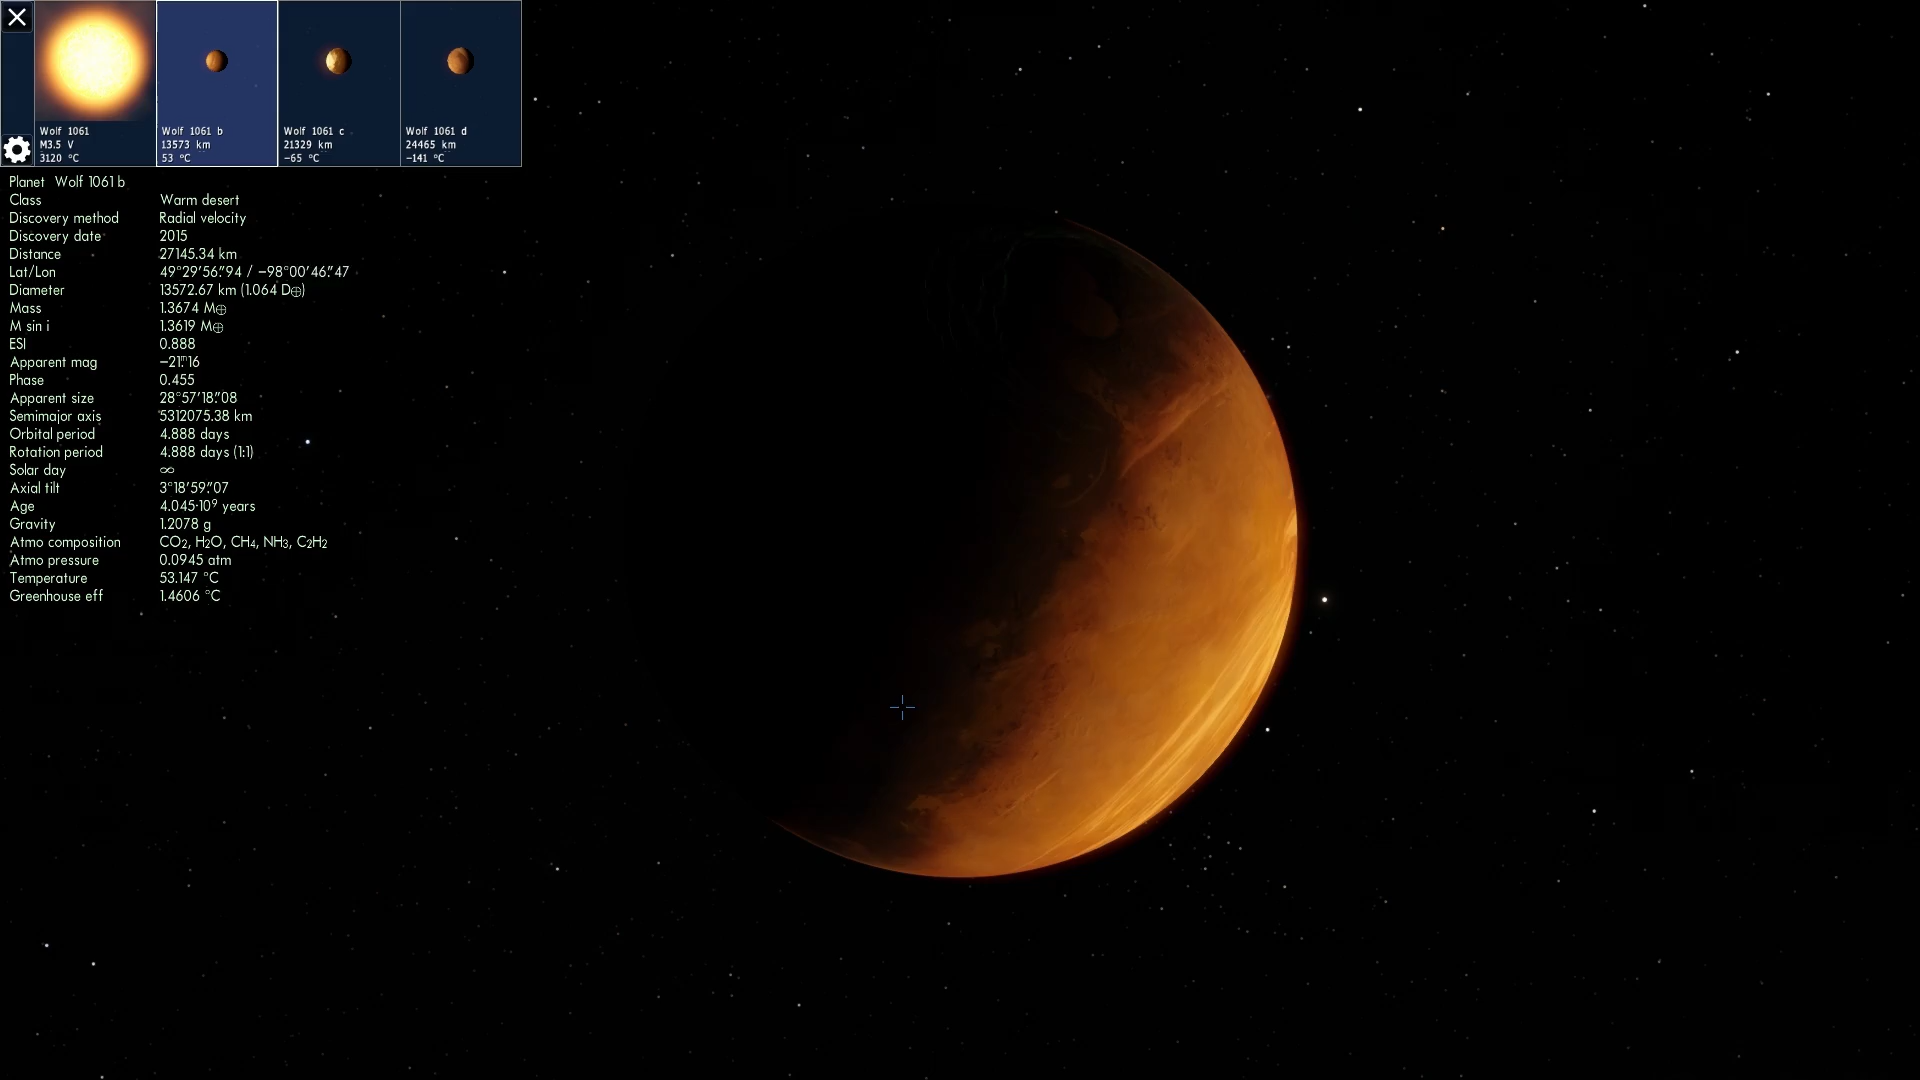 Wolf 1061
M3.5 V
3120 °C
Wolf 1061 b
13573 km
53 °C
Wolf 1061 c
21329 km
−65 °C
Wolf 1061 d
24465 km
−141 °C
Planet Wolf 1061 b
Class Warm desert
Discovery method Radial velocity
Discovery date 2015
Distance 27145.34 km
Lat/Lon 49°29′56″.94 / −98°00′46″.47
Diameter 13572.67 km (1.064 D⊕)
Mass 1.3674 M⊕
M sin i 1.3619 M⊕
ESI 0.888
Apparent mag −21ᵐ.16
Phase 0.455
Apparent size 28°57′18″.08
Semimajor axis 5312075.38 km
Orbital period 4.888 days
Rotation period 4.888 days (1:1)
Solar day ∞
Axial tilt 3°18′59″.07
Age 4.045·10⁹ years
Gravity 1.2078 g
Atmo composition CO₂, H₂O, CH₄, NH₃, C₂H₂
Atmo pressure 0.0945 atm
Temperature 53.147 °C
Greenhouse eff 1.4606 °C